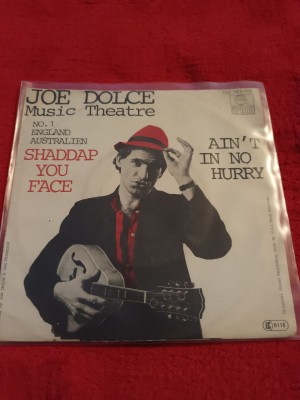 JOE DOLCE
Music Theatre
NO. 1
ENGLAND
AUSTRALIEN
SHADDAP
YOU
FACE
AIN'T
IN NO
HURRY